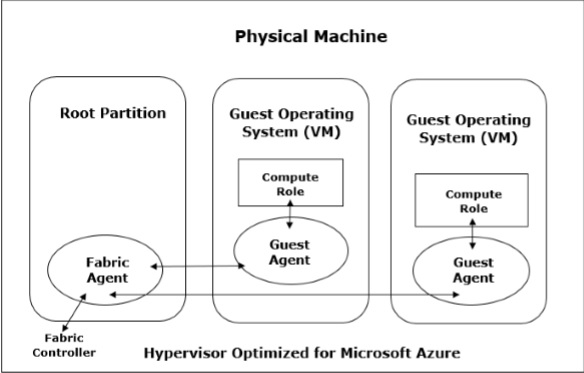 Physical Machine
Root Partition
Guest Operating
System (VM)
Compute
Role
Guest
Agent
Guest Operating
System (VM)
Compute
Role
Guest
Agent
Fabric
Agent
Fabric
Controller
Hypervisor Optimized for Microsoft Azure